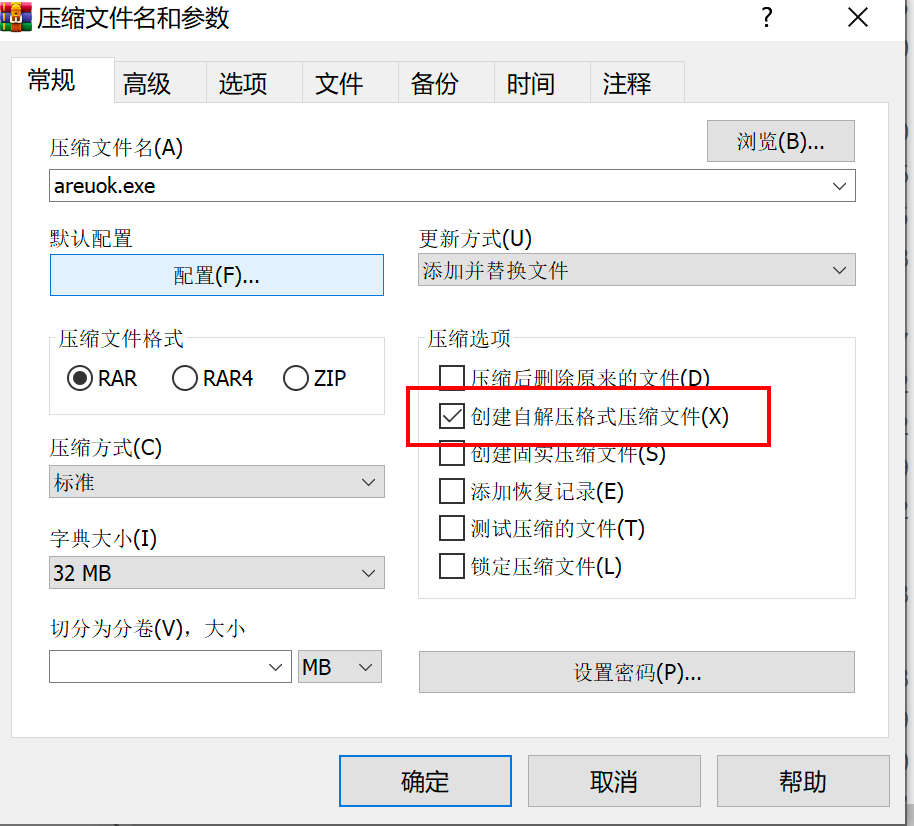 压缩文件名和参数
?
常规 高级 选项 文件 备份 时间 注释
压缩文件名(A)
浏览(B)...
areuok.exe
默认配置
配置(F)...
更新方式(U)
添加并替换文件
压缩文件格式
RAR RAR4 ZIP
压缩方式(C)
标准
字典大小(I)
32 MB
切分为分卷(V)，大小
MB
压缩选项
压缩后删除原来的文件(D)
创建自解压格式压缩文件(X)
创建固实压缩文件(S)
添加恢复记录(E)
测试压缩的文件(T)
锁定压缩文件(L)
设置密码(P)...
确定 取消 帮助